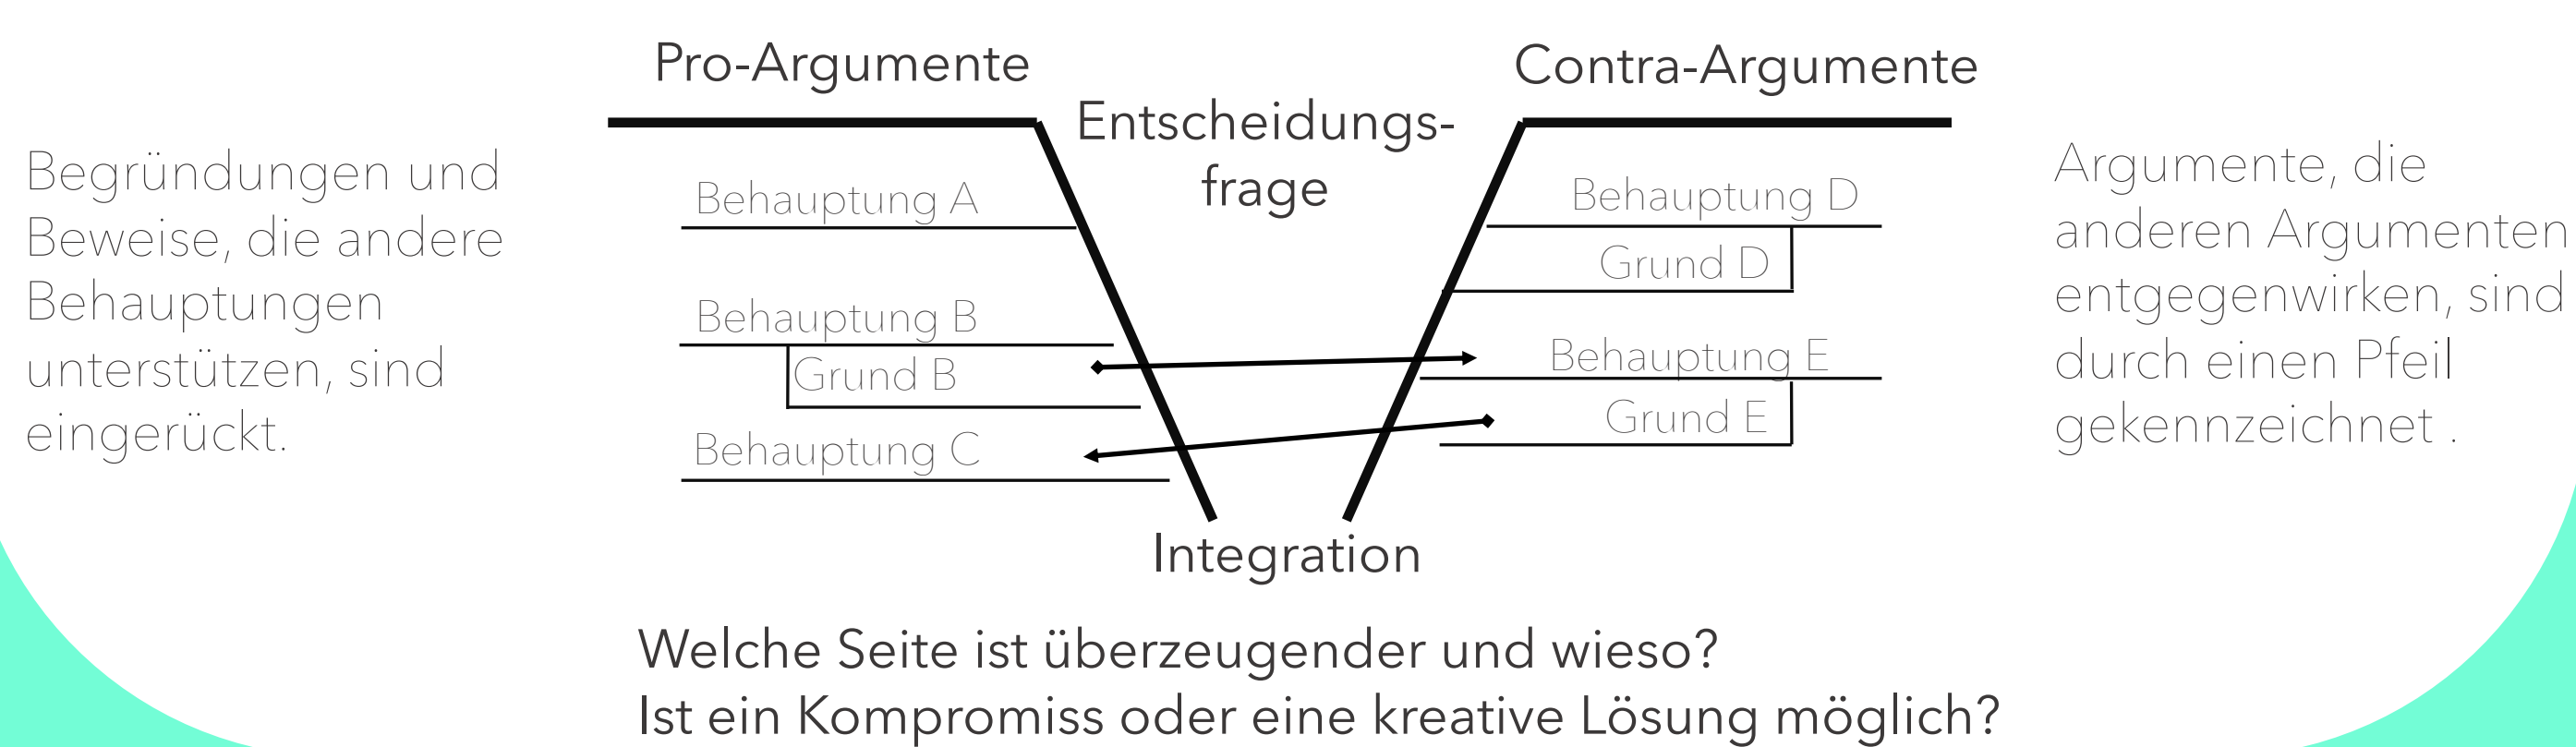 Pro-Argumente
Contra-Argumente
Entscheidungs-
frage
Begründungen und
Beweise, die andere
Behauptungen
unterstützen, sind
eingerückt.
Behauptung A
Behauptung B
Grund B
Behauptung C
Behauptung D
Grund D
Behauptung E
Grund E
Argumente, die
anderen Argumenten
entgegenwirken, sind
durch einen Pfeil
gekennzeichnet .
Integration
Welche Seite ist überzeugender und wieso?
Ist ein Kompromiss oder eine kreative Lösung möglich?